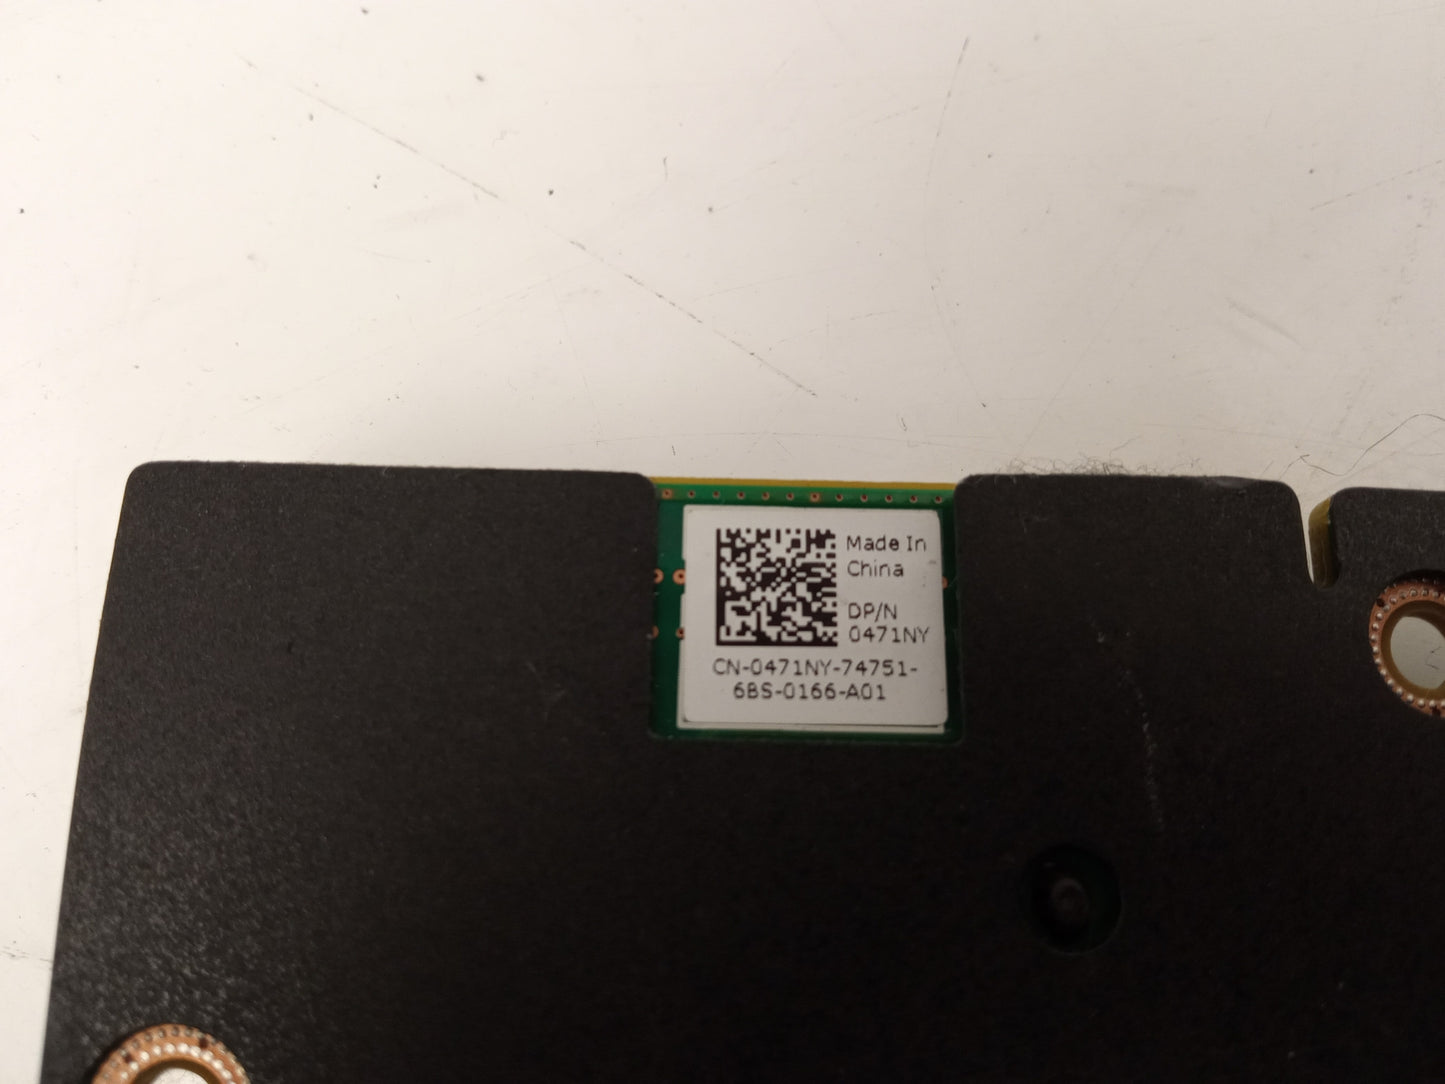 Made In
China
DP/N
0471NY
CN-0471NY-74751-
6BS-0166-A01